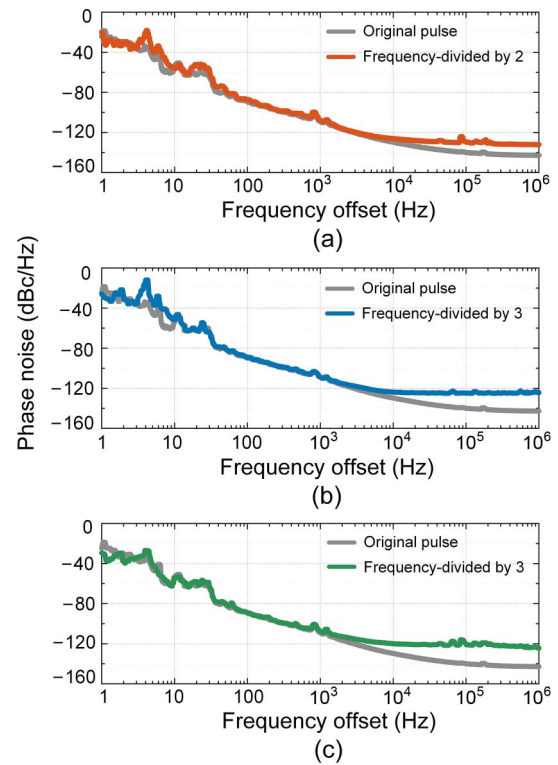 Phase noise (dBc/Hz)
0
−40
−80
−120
−160
Original pulse
Frequency-divided by 2
1 10 10² 10³ 10⁴ 10⁵ 10⁶
Frequency offset (Hz)
(a)
0
−40
−80
−120
−160
Original pulse
Frequency-divided by 3
1 10 10² 10³ 10⁴ 10⁵ 10⁶
Frequency offset (Hz)
(b)
0
−40
−80
−120
−160
Original pulse
Frequency-divided by 3
1 10 10² 10³ 10⁴ 10⁵ 10⁶
Frequency offset (Hz)
(c)